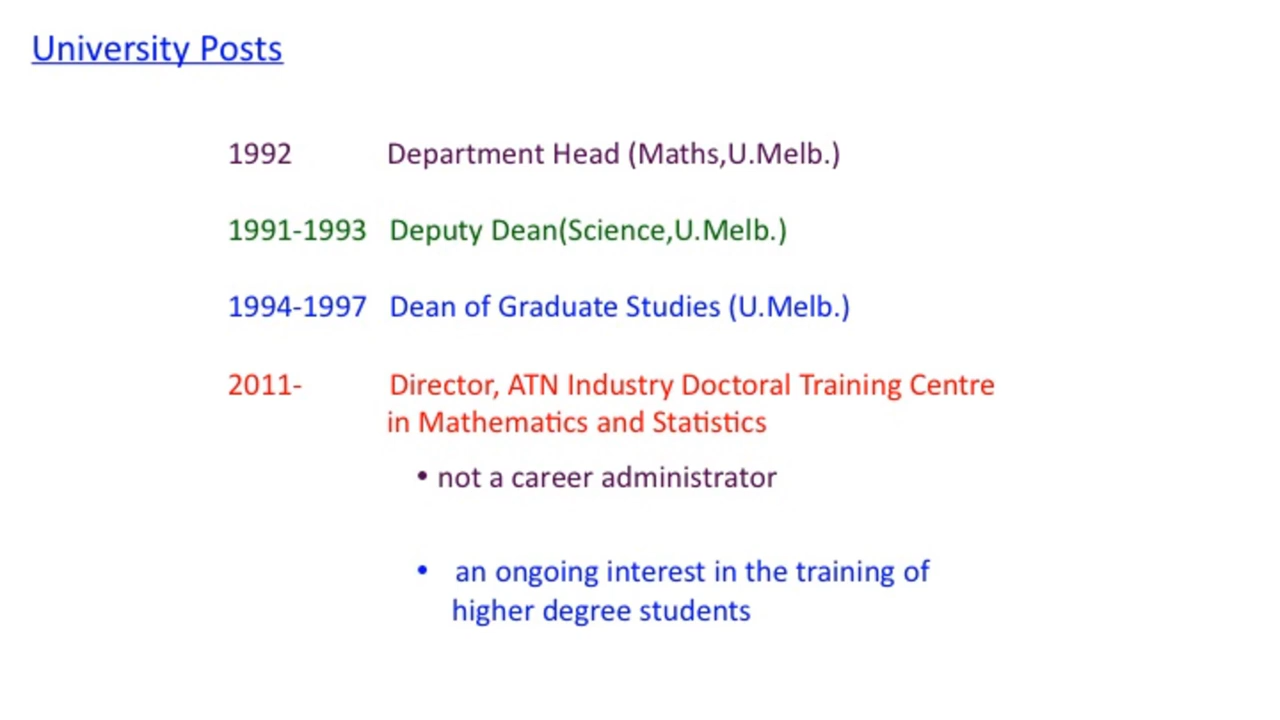 University Posts
1992 Department Head (Maths,U.Melb.)
1991-1993 Deputy Dean(Science,U.Melb.)
1994-1997 Dean of Graduate Studies (U.Melb.)
2011- Director, ATN Industry Doctoral Training Centre
in Mathematics and Statistics
• not a career administrator
• an ongoing interest in the training of
higher degree students